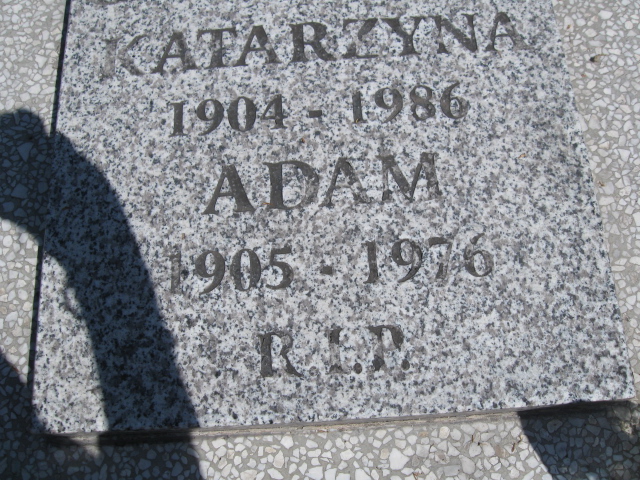 KATARZYNA
1904 - 1986
ADAM
1905 - 1976
R.I.P.